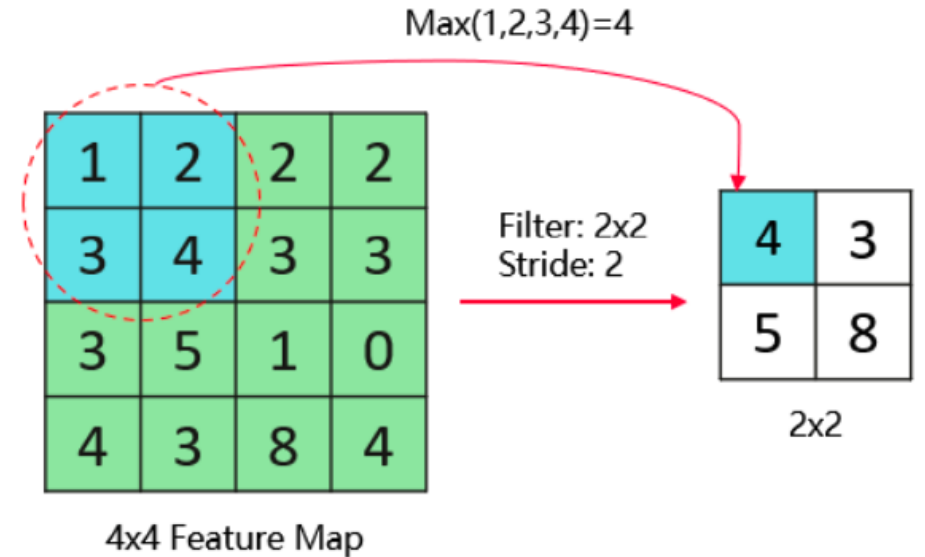 Max(1,2,3,4)=4
1 2 2 2
3 4 3 3
3 5 1 0
4 3 8 4
4x4 Feature Map
Filter: 2x2
Stride: 2
4 3
5 8
2x2